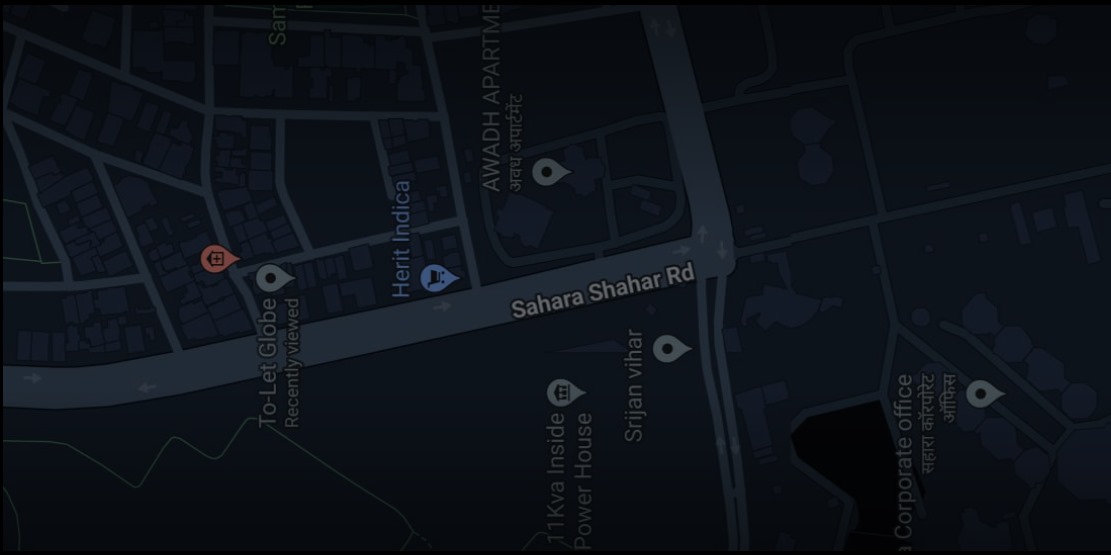 Sam
AWADH APARTME
अवध अपार्टमेंट
Herit Indica
To-Let Globe
Recently viewed
Sahara Shahar Rd
Srijan vihar
11Kva Inside
Power House
a Corporate office
सहारा कॉरपोरेट
ऑफिस